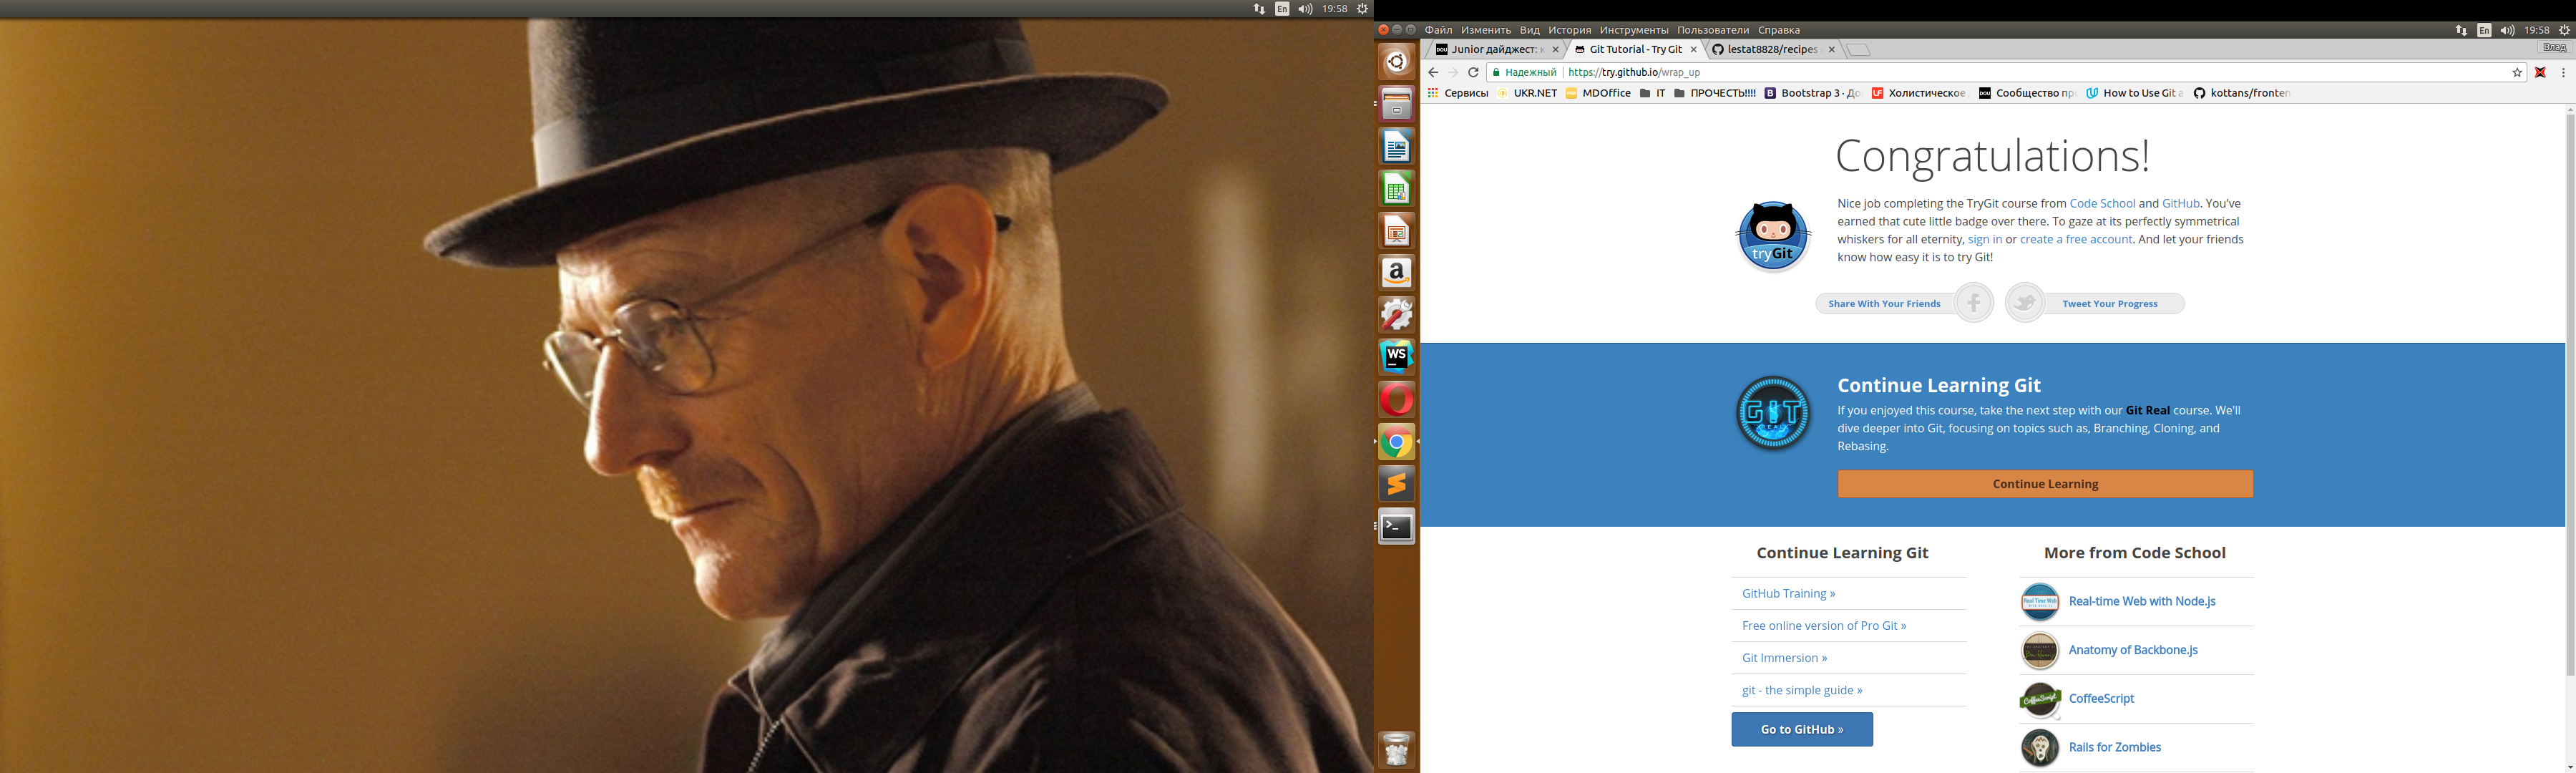 En
19:58
Файл Изменить Вид История Инструменты Пользователи Справка
En
19:58
Junior дайджест:
Git Tutorial - Try Git
lestat8828/recipes
Влад
Надежный
https://try.github.io/wrap_up
Сервисы
UKR.NET
MDOffice
IT
ПРОЧЕСТЬ!!!!
Bootstrap 3 · До
Холистическое
Сообщество пр
How to Use Git a
kottans/fronten
Congratulations!
Nice job completing the TryGit course from Code School and GitHub. You've
earned that cute little badge over there. To gaze at its perfectly symmetrical
whiskers for all eternity, sign in or create a free account. And let your friends
know how easy it is to try Git!
tryGit
Share With Your Friends
Tweet Your Progress
WS
GIT
REAL
Continue Learning Git
If you enjoyed this course, take the next step with our Git Real course. We'll
dive deeper into Git, focusing on topics such as, Branching, Cloning, and
Rebasing.
Continue Learning
Continue Learning Git
GitHub Training »
Free online version of Pro Git »
Git Immersion »
git - the simple guide »
Go to GitHub »
More from Code School
Real Time Web
Real-time Web with Node.js
Anatomy of Backbone.js
CoffeeScript
CoffeeScript
Rails for Zombies